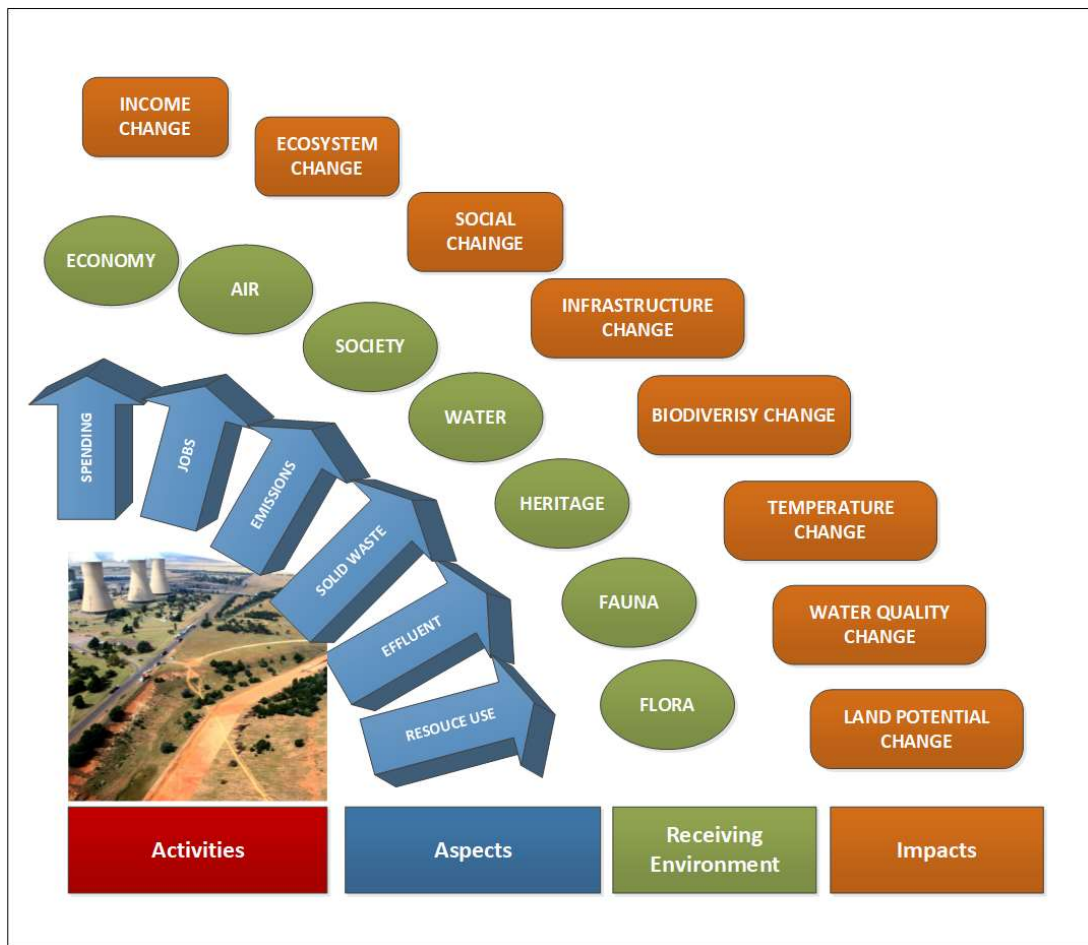 INCOME
CHANGE
ECOSYSTEM
CHANGE
SOCIAL
CHAINGE
INFRASTRUCTURE
CHANGE
BIODIVERISY CHANGE
TEMPERATURE
CHANGE
WATER QUALITY
CHANGE
LAND POTENTIAL
CHANGE
ECONOMY
AIR
SOCIETY
WATER
HERITAGE
FAUNA
FLORA
SPENDING
JOBS
EMISSIONS
SOLID WASTE
EFFLUENT
RESOUCE USE
Activities
Aspects
Receiving
Environment
Impacts